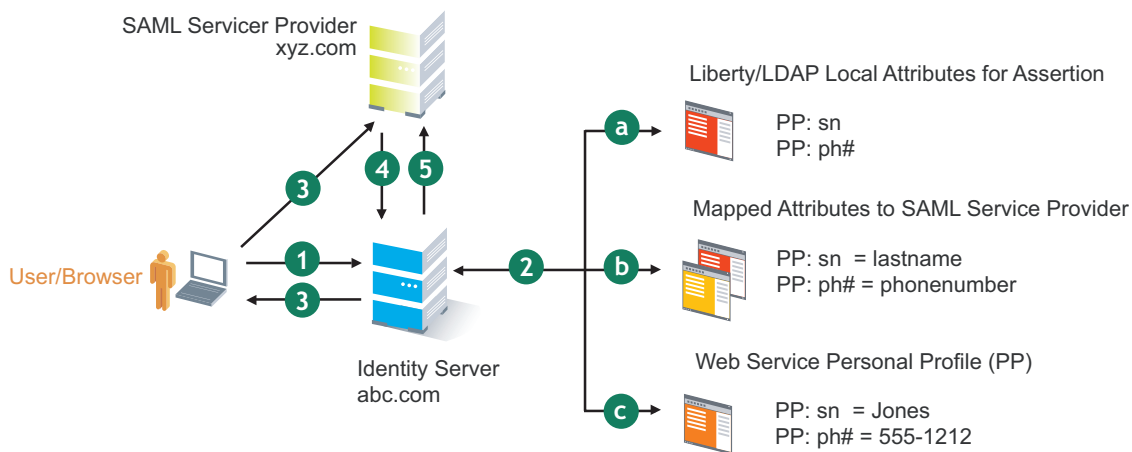 SAML Servicer Provider
xyz.com
Liberty/LDAP Local Attributes for Assertion
a
PP: sn
PP: ph#
4
5
3
Mapped Attributes to SAML Service Provider
User/Browser
1
2
b
PP: sn = lastname
PP: ph# = phonenumber
3
Identity Server
abc.com
Web Service Personal Profile (PP)
c
PP: sn = Jones
PP: ph# = 555-1212